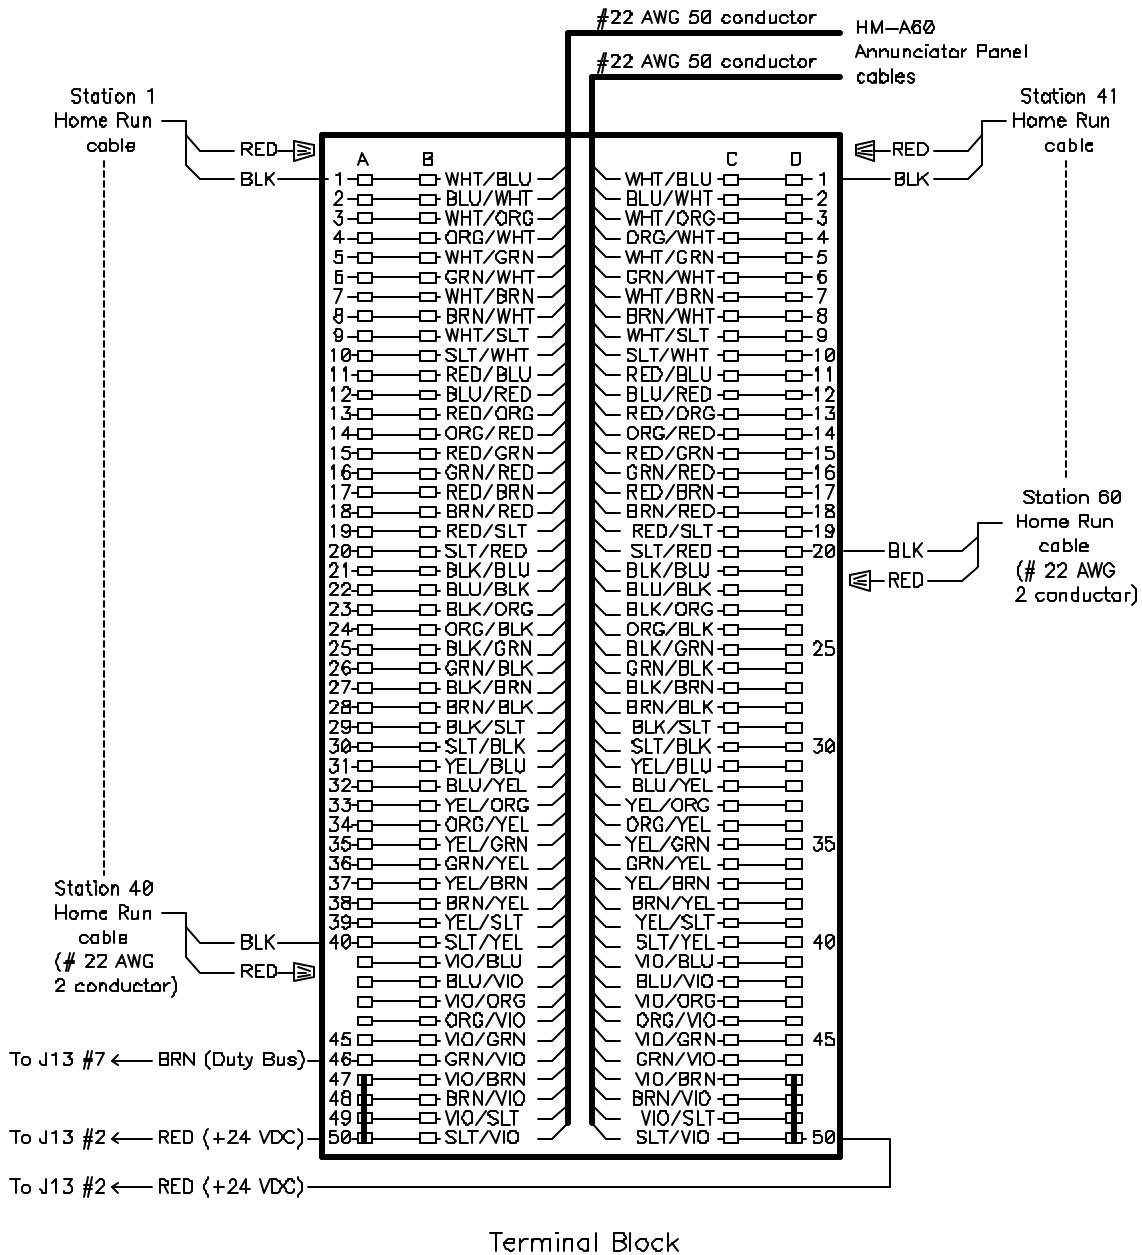 #22 AWG 50 conductor
#22 AWG 50 conductor
HM-A60
Annunciator Panel
cables
Station 1
Home Run
cable
RED
BLK
Station 41
Home Run
cable
RED
BLK
A B C D
1 WHT/BLU WHT/BLU 1
2 BLU/WHT BLU/WHT 2
3 WHT/ORG WHT/ORG 3
4 ORG/WHT ORG/WHT 4
5 WHT/GRN WHT/GRN 5
6 GRN/WHT GRN/WHT 6
7 WHT/BRN WHT/BRN 7
8 BRN/WHT BRN/WHT 8
9 WHT/SLT WHT/SLT 9
10 SLT/WHT SLT/WHT 10
11 RED/BLU RED/BLU 11
12 BLU/RED BLU/RED 12
13 RED/ORG RED/ORG 13
14 ORG/RED ORG/RED 14
15 RED/GRN RED/GRN 15
16 GRN/RED GRN/RED 16
17 RED/BRN RED/BRN 17
18 BRN/RED BRN/RED 18
19 RED/SLT RED/SLT 19
20 SLT/RED SLT/RED 20
21 BLK/BLU BLK/BLU
22 BLU/BLK BLU/BLK
23 BLK/ORG BLK/ORG
24 ORG/BLK ORG/BLK
25 BLK/GRN BLK/GRN 25
26 GRN/BLK GRN/BLK
27 BLK/BRN BLK/BRN
28 BRN/BLK BRN/BLK
29 BLK/SLT BLK/SLT
30 SLT/BLK SLT/BLK 30
31 YEL/BLU YEL/BLU
32 BLU/YEL BLU/YEL
33 YEL/ORG YEL/ORG
34 ORG/YEL ORG/YEL
35 YEL/GRN YEL/GRN 35
36 GRN/YEL GRN/YEL
37 YEL/BRN YEL/BRN
38 BRN/YEL BRN/YEL
39 YEL/SLT YEL/SLT
40 SLT/YEL SLT/YEL 40
VIO/BLU VIO/BLU
BLU/VIO BLU/VIO
VIO/ORG VIO/ORG
ORG/VIO ORG/VIO
45 VIO/GRN VIO/GRN 45
46 GRN/VIO GRN/VIO
47 VIO/BRN VIO/BRN
48 BRN/VIO BRN/VIO
49 VIO/SLT VIO/SLT
50 SLT/VIO SLT/VIO 50
Station 60
Home Run
cable
(# 22 AWG
2 conductor)
BLK
RED
Station 40
Home Run
cable
(# 22 AWG
2 conductor)
BLK
RED
To J13 #7 BRN (Duty Bus)
To J13 #2 RED (+24 VDC)
To J13 #2 RED (+24 VDC)
Terminal Block